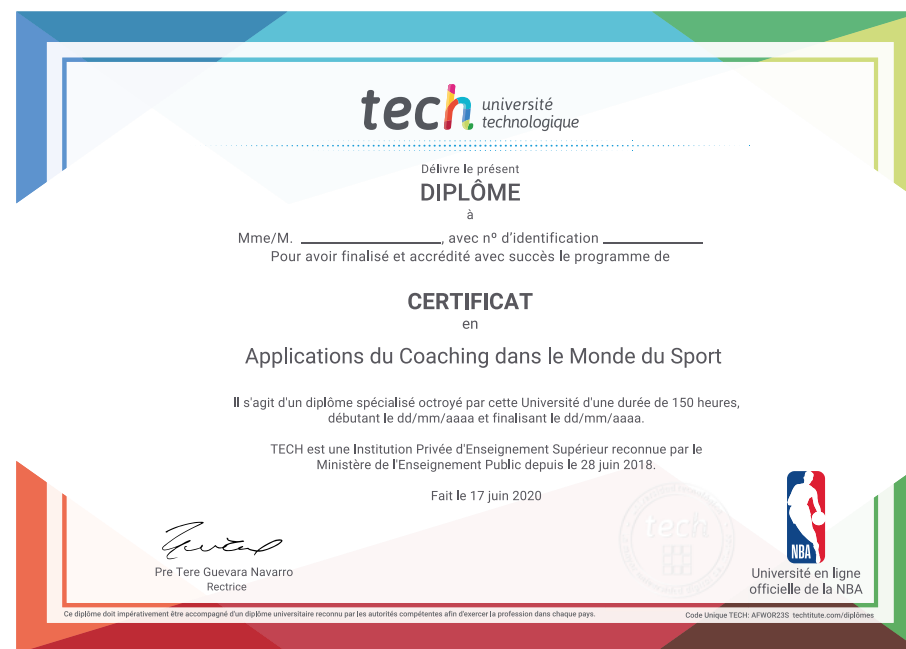 tech université
technologique
Délivre le présent
DIPLÔME
à
Mme/M. ____________________, avec nº d'identification ______________
Pour avoir finalisé et accrédité avec succès le programme de
CERTIFICAT
en
Applications du Coaching dans le Monde du Sport
Il s'agit d'un diplôme spécialisé octroyé par cette Université d'une durée de 150 heures,
débutant le dd/mm/aaaa et finalisant le dd/mm/aaaa.
TECH est une Institution Privée d'Enseignement Supérieur reconnue par le
Ministère de l'Enseignement Public depuis le 28 juin 2018.
Fait le 17 juin 2020
tech
NBA
Pre Tere Guevara Navarro
Rectrice
Université en ligne
officielle de la NBA
Ce diplôme doit impérativement être accompagné d'un diplôme universitaire reconnu par les autorités compétentes afin d'exercer la profession dans chaque pays.
Code Unique TECH: AFWOR23S techtitute.com/diplômes